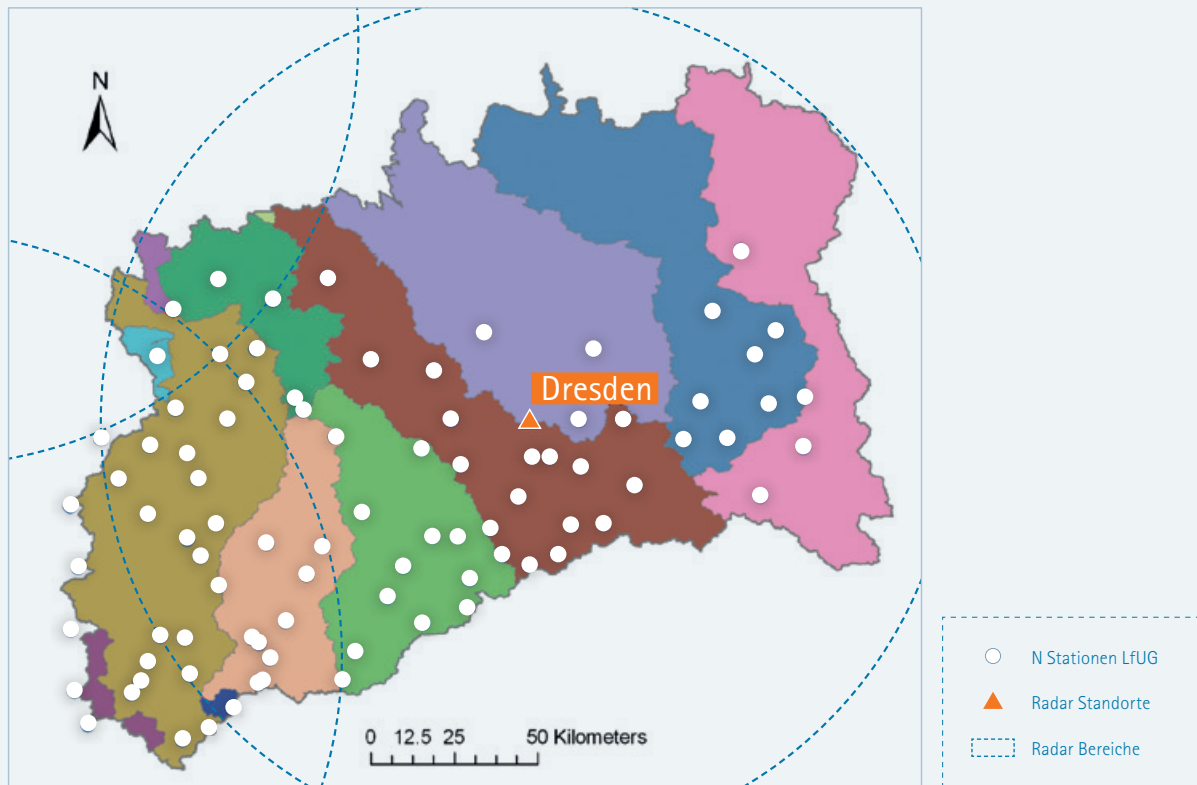 N
Dresden
0 12.5 25 50 Kilometers
N Stationen LfUG
Radar Standorte
Radar Bereiche